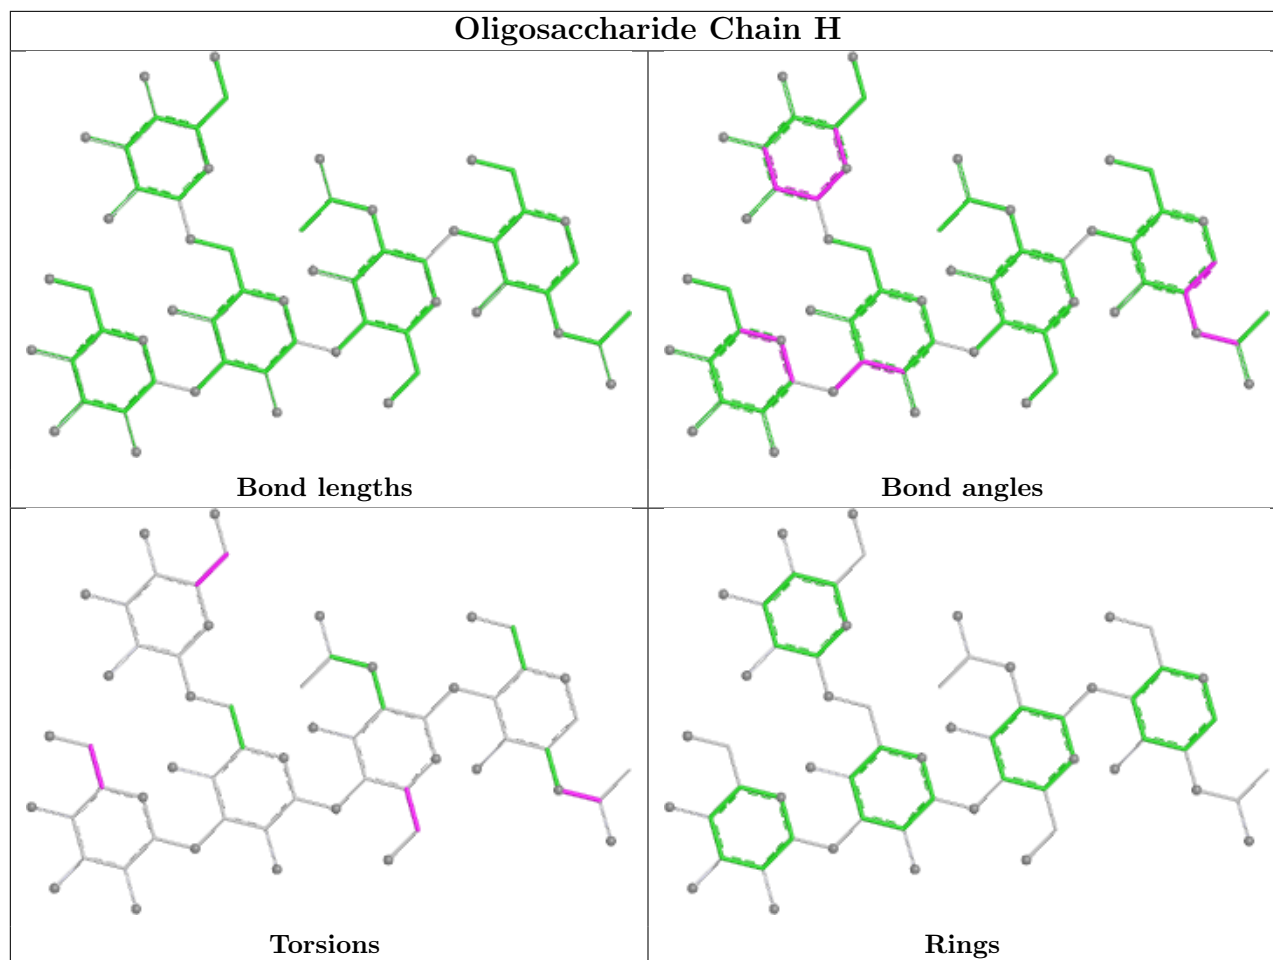 Oligosaccharide Chain H
Bond lengths
Bond angles
Torsions
Rings